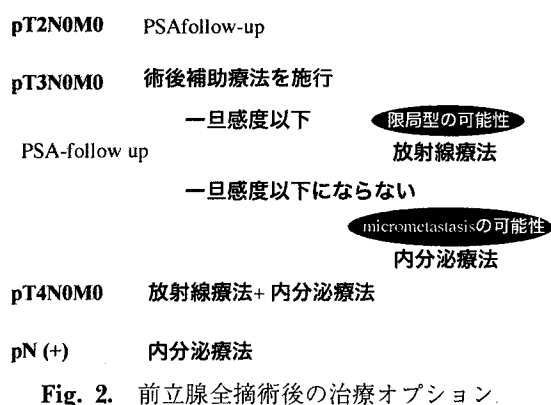 pT2N0M0 PSAfollow-up
pT3N0M0 術後補助療法を施行
一旦感度以下 限局型の可能性
PSA-follow up 放射線療法
一旦感度以下にならない
micrometastasisの可能性
内分泌療法
pT4N0M0 放射線療法+ 内分泌療法
pN (+) 内分泌療法
Fig. 2. 前立腺全摘術後の治療オプション.